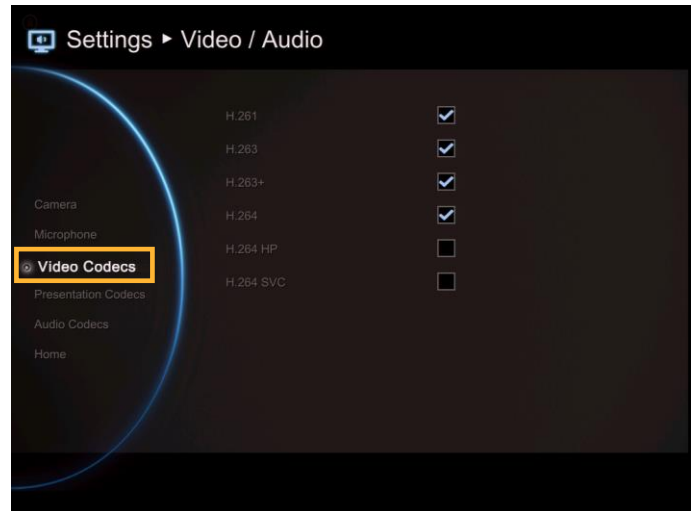 Settings ► Video / Audio
H.261
H.263
H.263+
H.264
H.264 HP
H.264 SVC
Camera
Microphone
Video Codecs
Presentation Codecs
Audio Codecs
Home